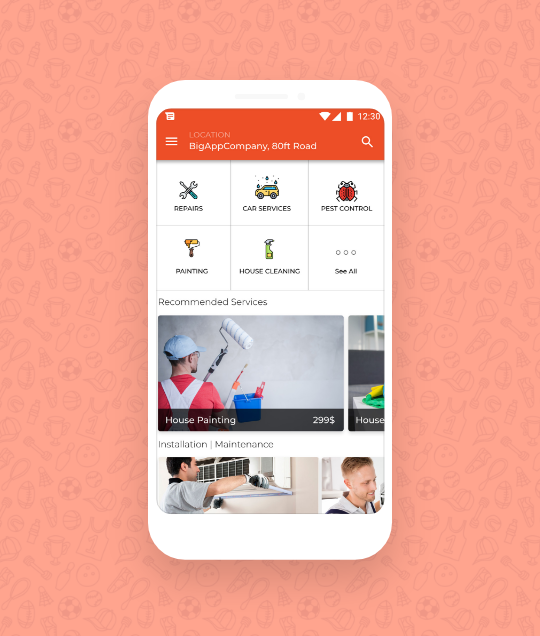 12:30
LOCATION
BigAppCompany, 80ft Road
REPAIRS
CAR SERVICES
PEST CONTROL
PAINTING
HOUSE CLEANING
See All
Recommended Services
House Painting
299$
House
Installation | Maintenance